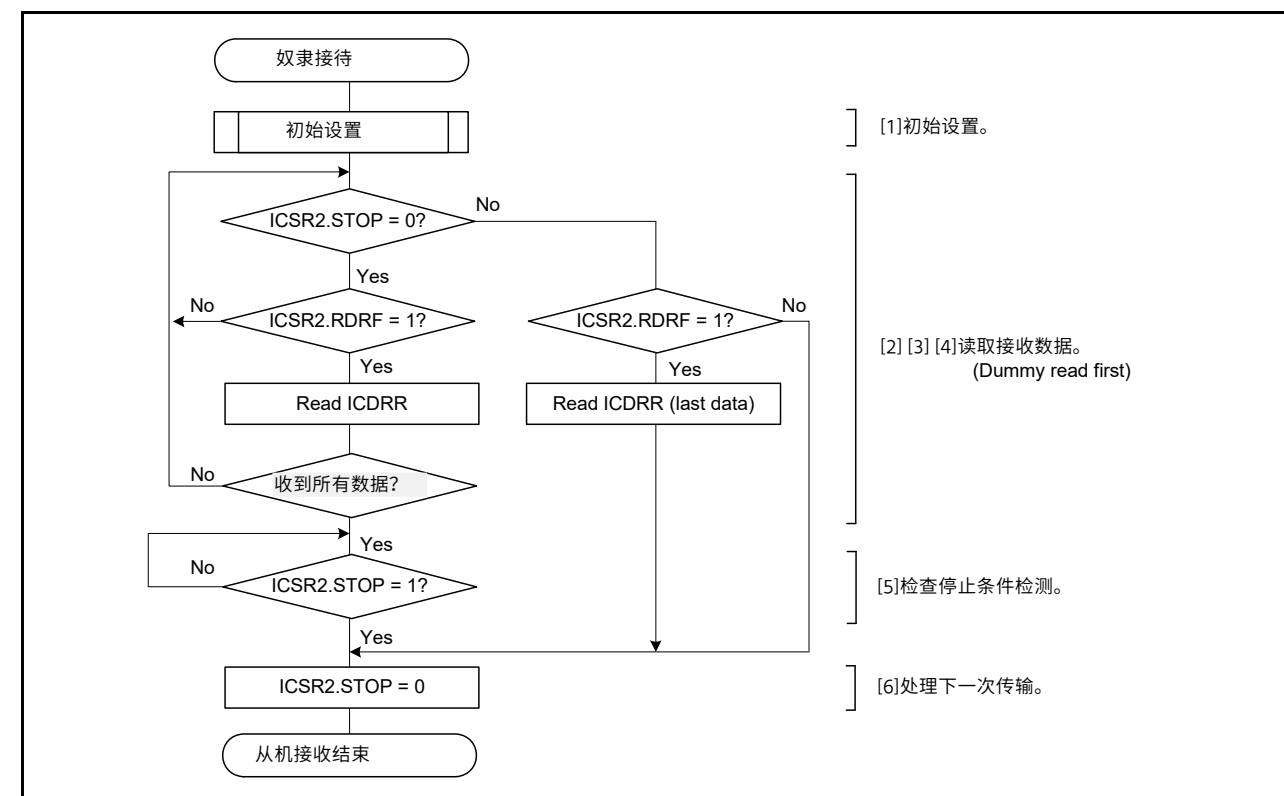 奴隶接待
初始设置
[1]初始设置。
ICSR2.STOP = 0?
No
Yes
No
ICSR2.RDRF = 1?
ICSR2.RDRF = 1?
No
[2] [3] [4]读取接收数据。
(Dummy read first)
Yes
Yes
Read ICDRR
Read ICDRR (last data)
No
收到所有数据?
Yes
No
ICSR2.STOP = 1?
[5]检查停止条件检测。
Yes
ICSR2.STOP = 0
[6]处理下一次传输。
从机接收结束